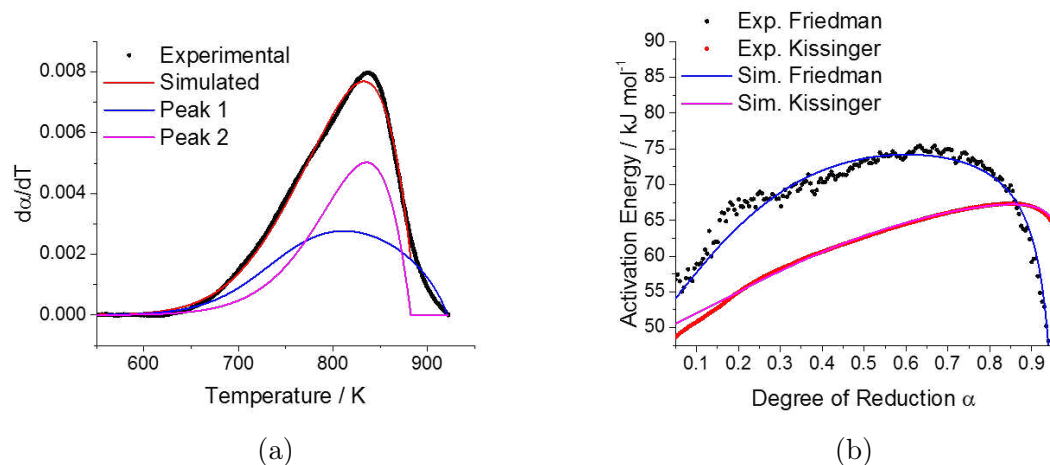 Experimental
Simulated
Peak 1
Peak 2
0.008
0.006
0.004
0.002
0.000
dα/dT
600 700 800 900
Temperature / K
(a)
Exp. Friedman
Exp. Kissinger
Sim. Friedman
Sim. Kissinger
90
85
80
75
70
65
60
55
50
Activation Energy / kJ mol⁻¹
0.1 0.2 0.3 0.4 0.5 0.6 0.7 0.8 0.9
Degree of Reduction α
(b)